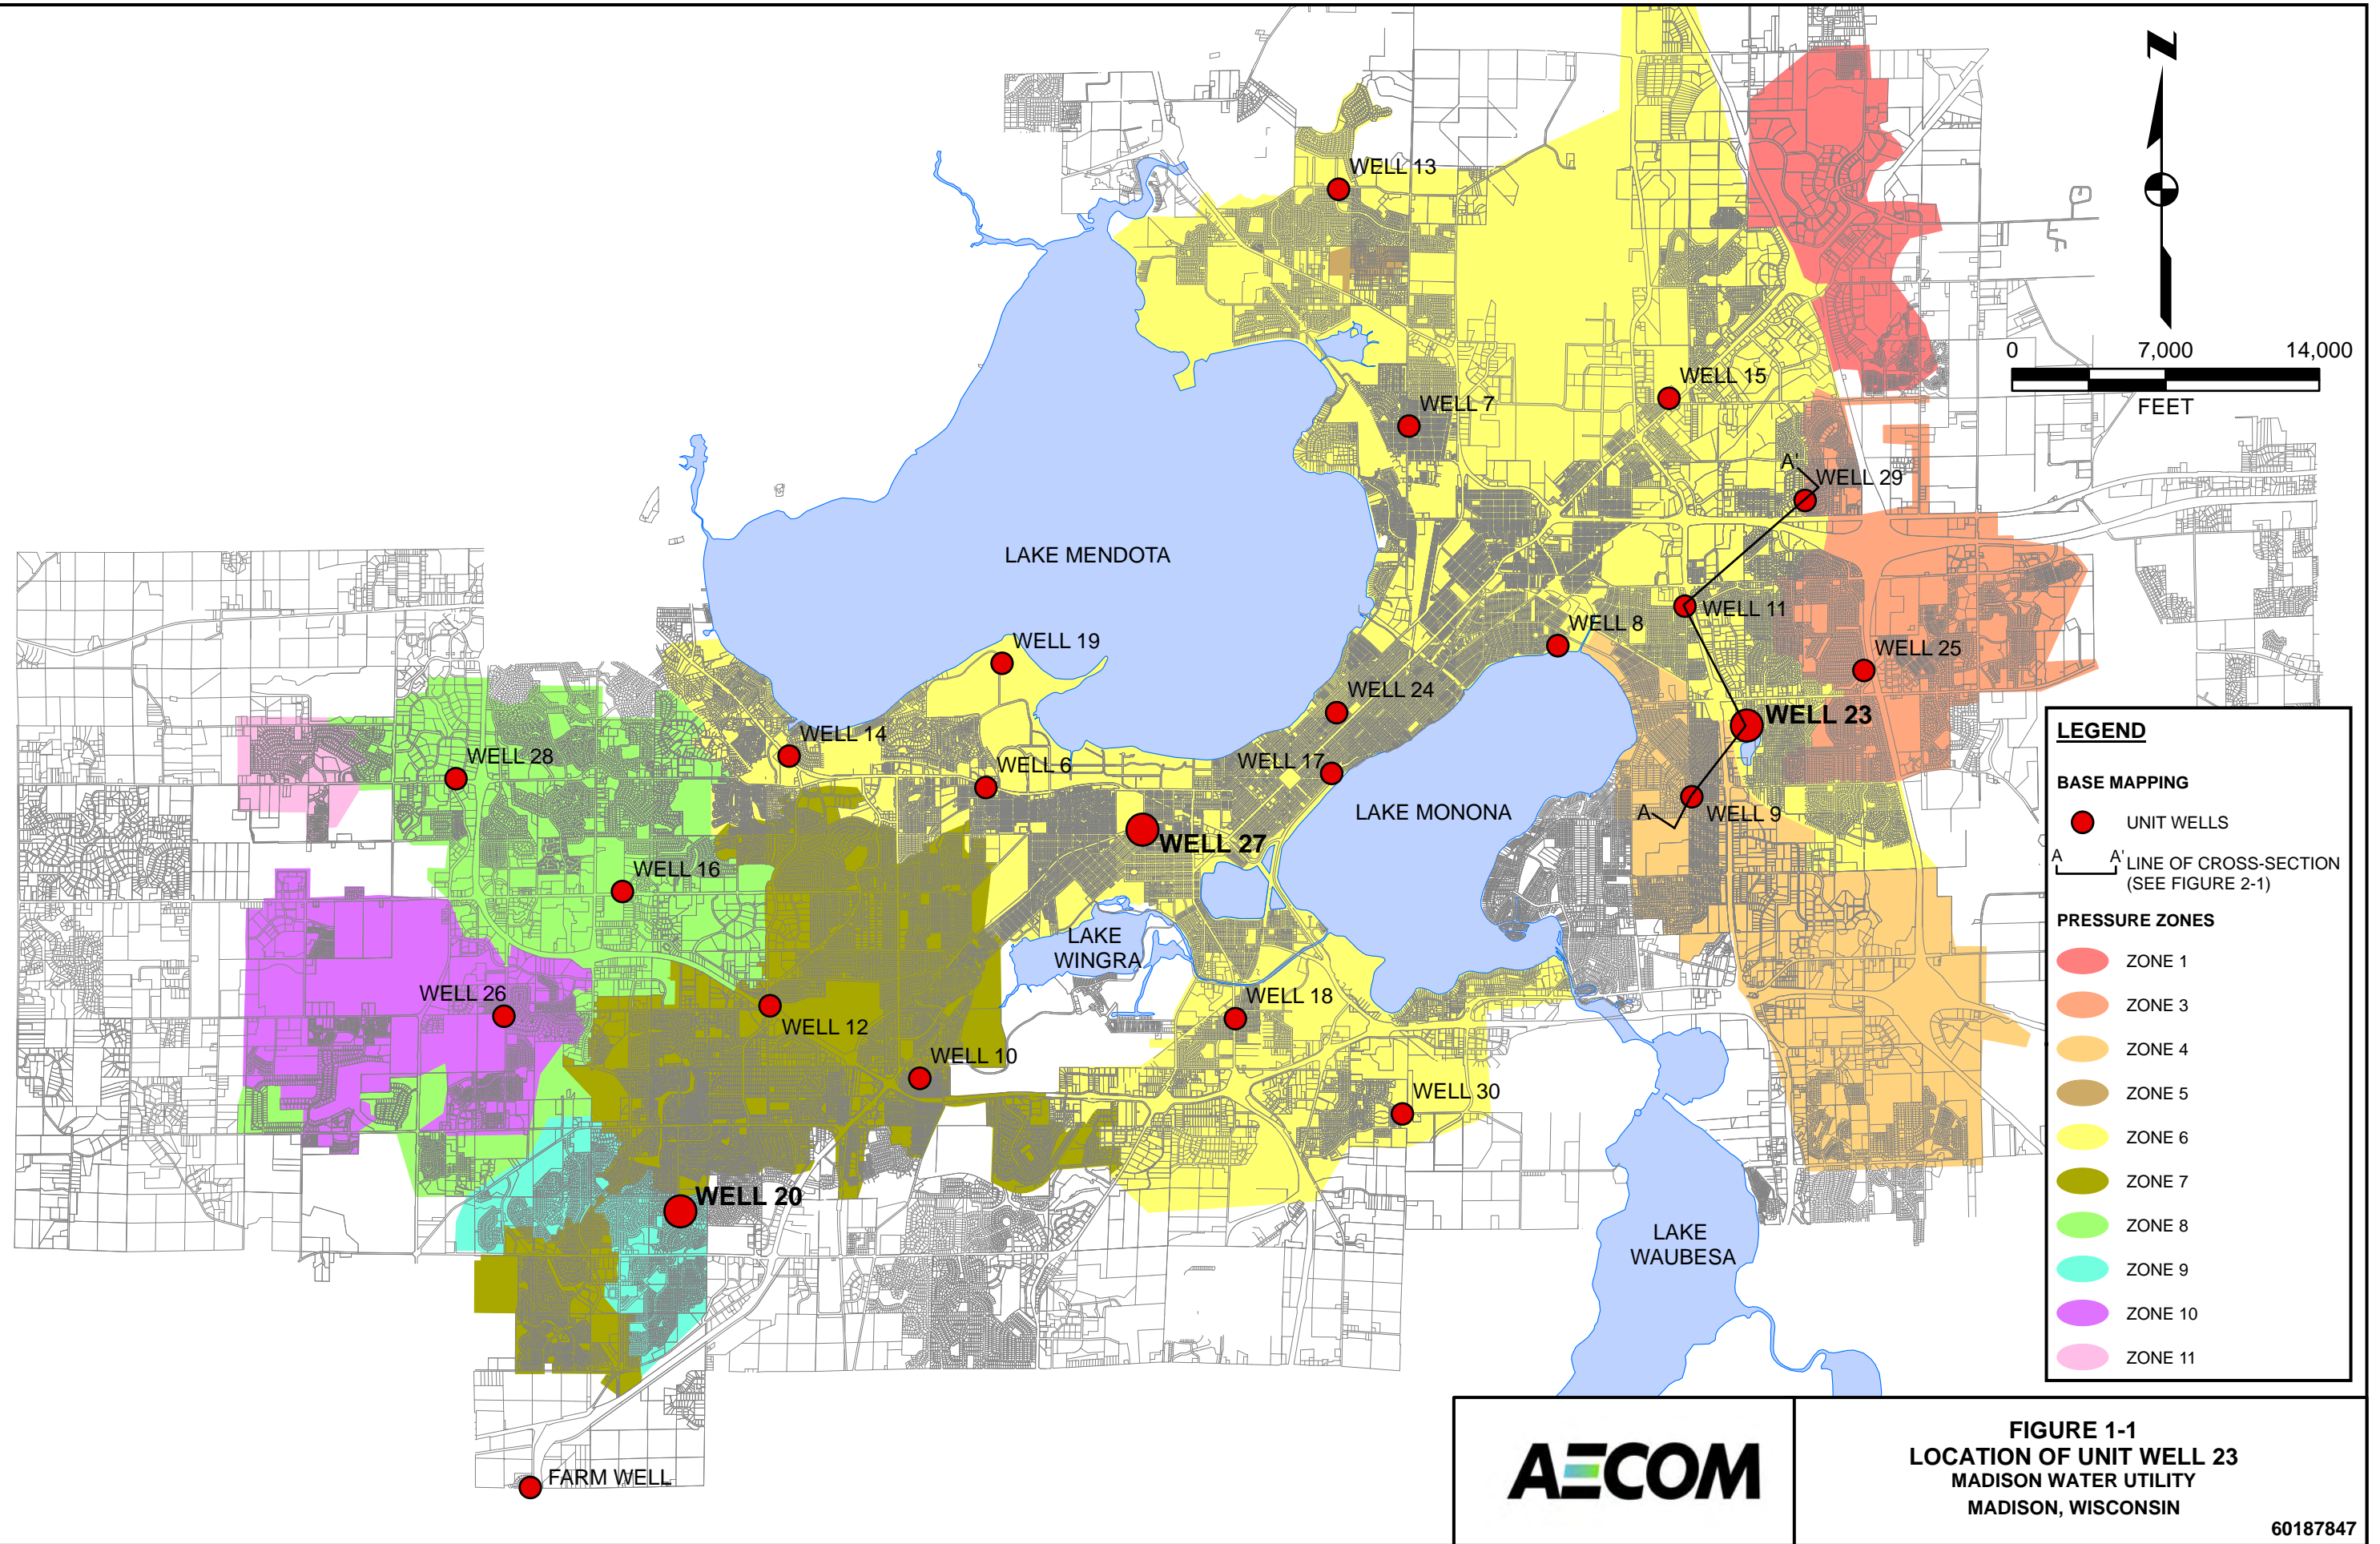 N
WELL 13
0 7,000 14,000
FEET
WELL 15
WELL 7
A'
WELL 29
LAKE MENDOTA
WELL 11
WELL 8
WELL 19
WELL 25
WELL 24
WELL 23
WELL 14
WELL 28
WELL 6
WELL 17
LAKE MONONA
A
WELL 9
WELL 27
WELL 16
LAKE
WINGRA
WELL 26
WELL 18
WELL 12
WELL 10
WELL 30
WELL 20
LAKE
WAUBESA
FARM WELL
LEGEND
BASE MAPPING
UNIT WELLS
A A' LINE OF CROSS-SECTION
(SEE FIGURE 2-1)
PRESSURE ZONES
ZONE 1
ZONE 3
ZONE 4
ZONE 5
ZONE 6
ZONE 7
ZONE 8
ZONE 9
ZONE 10
ZONE 11
AECOM
FIGURE 1-1
LOCATION OF UNIT WELL 23
MADISON WATER UTILITY
MADISON, WISCONSIN
60187847